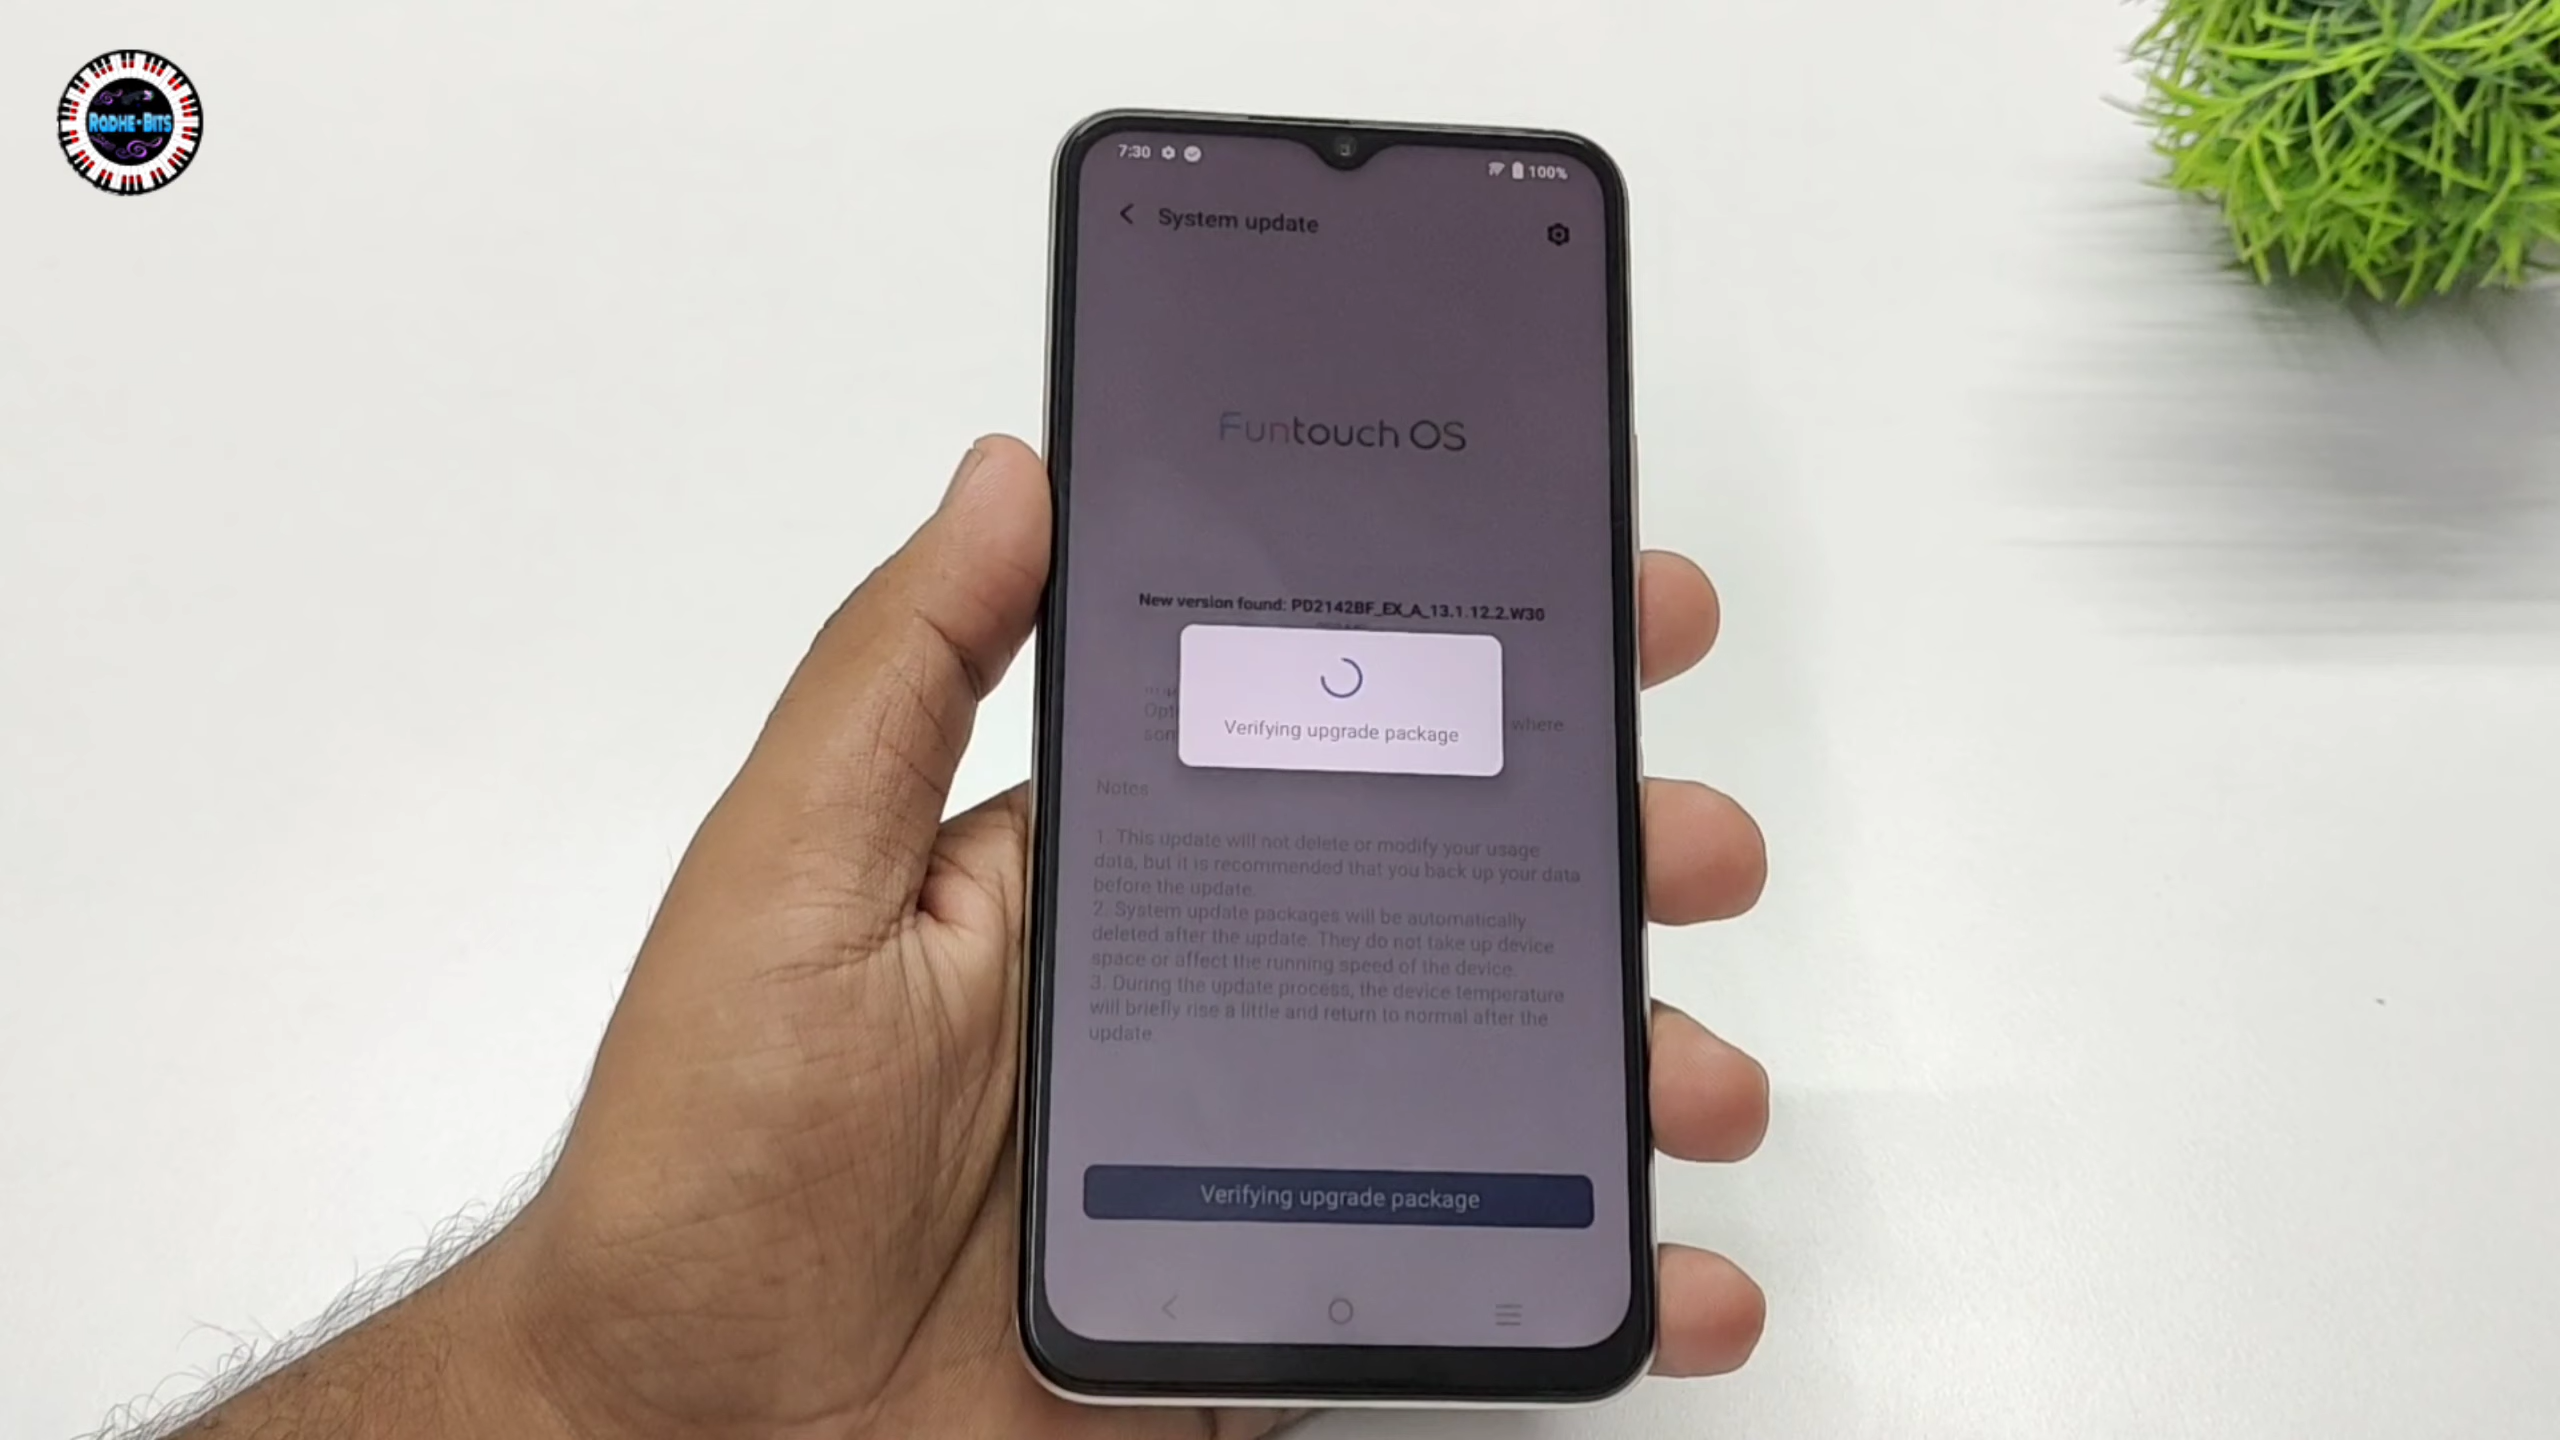 RODHE•BITS
7:30
100%
System update
Funtouch OS
New version found: PD2142BF_EX_A_13.1.12.2.W30
Verifying upgrade package
where
Notes
1. This update will not delete or modify your usage
data, but it is recommended that you back up your data
before the update.
2. System update packages will be automatically
deleted after the update. They do not take up device
space or affect the running speed of the device.
3. During the update process, the device temperature
will briefly rise a little and return to normal after the
update
Verifying upgrade package